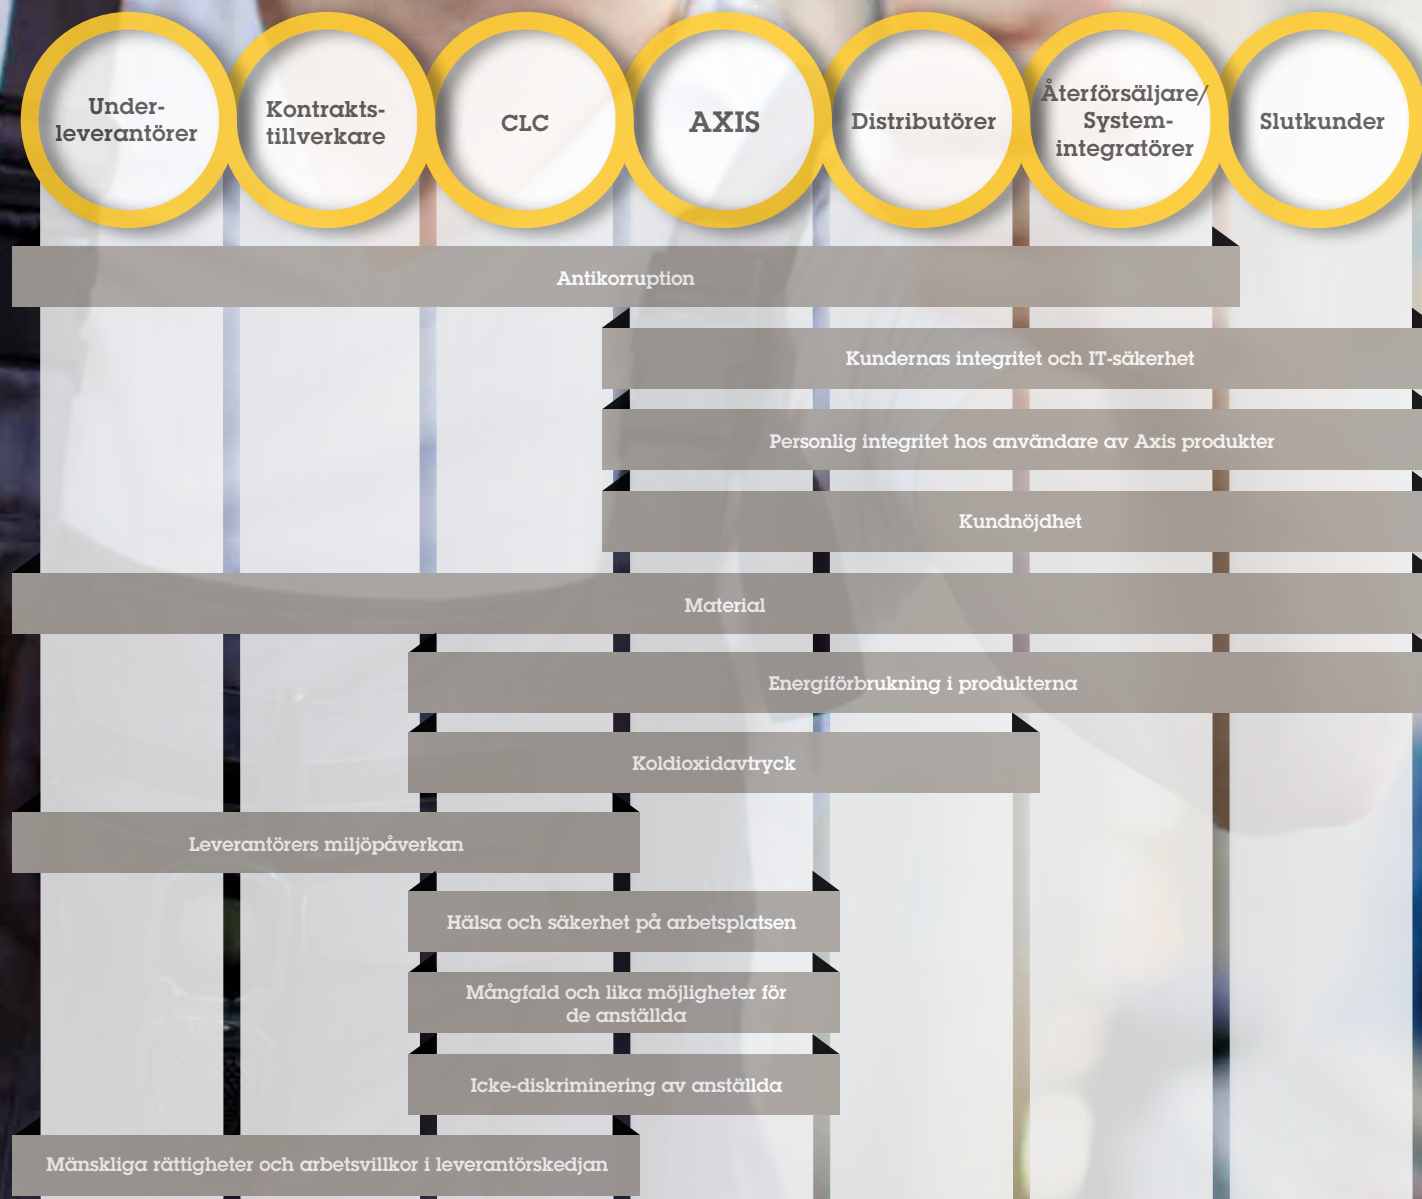 Under-
leverantörer
Kontrakts-
tillverkare
CLC
AXIS
Distributörer
Återförsäljare/
System-
integratörer
Slutkunder
Antikorruption
Kundernas integritet och IT-säkerhet
Personlig integritet hos användare av Axis produkter
Kundnöjdhet
Material
Energiförbrukning i produkterna
Koldioxidavtryck
Leverantörers miljöpåverkan
Hälsa och säkerhet på arbetsplatsen
Mångfald och lika möjligheter för
de anställda
Icke-diskriminering av anställda
Mänskliga rättigheter och arbetsvillkor i leverantörskedjan